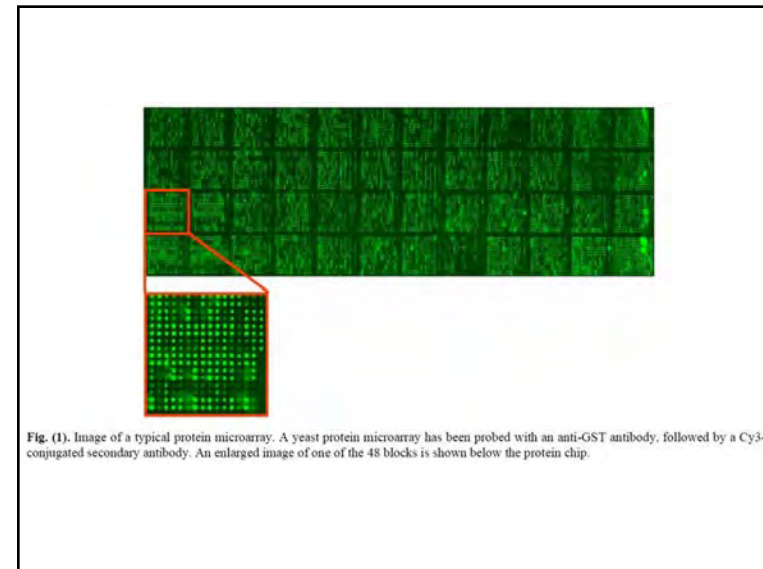 Fig. (1). Image of a typical protein microarray. A yeast protein microarray has been probed with an anti-GST antibody, followed by a Cy3-
conjugated secondary antibody. An enlarged image of one of the 48 blocks is shown below the protein chip.